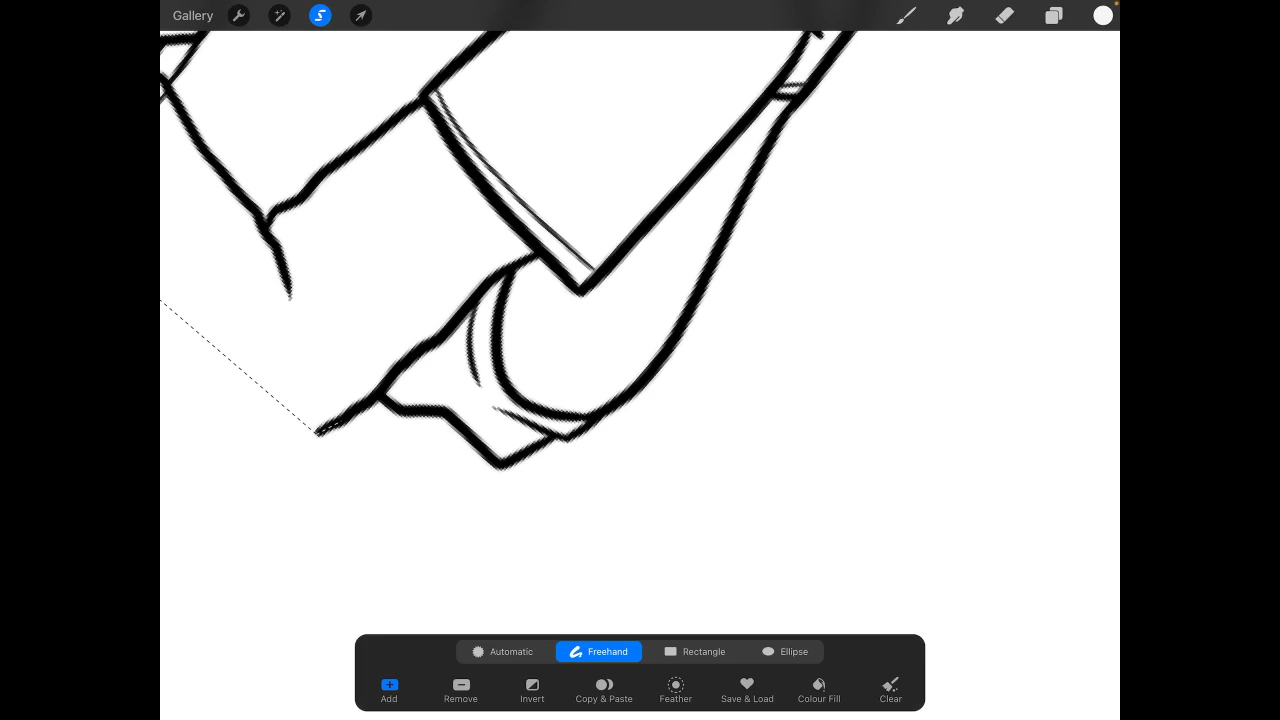 Gallery
Automatic Freehand Rectangle Ellipse
Add Remove Invert Copy & Paste Feather Save & Load Colour Fill Clear